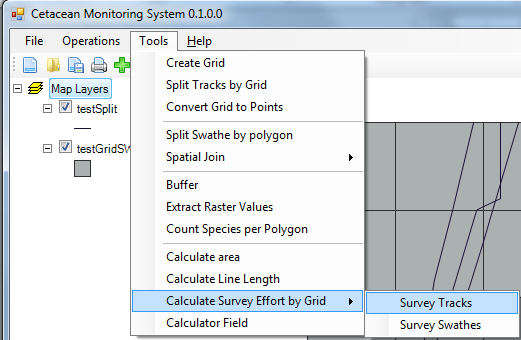 Cetacean Monitoring System 0.1.0.0
File Operations Tools Help
Create Grid
Split Tracks by Grid
Map Layers
testSplit
Convert Grid to Points
Split Swathe by polygon
Spatial Join
Buffer
Extract Raster Values
Count Species per Polygon
Calculate area
Calculate Line Length
Calculate Survey Effort by Grid
Survey Tracks
Calculator Field
Survey Swathes